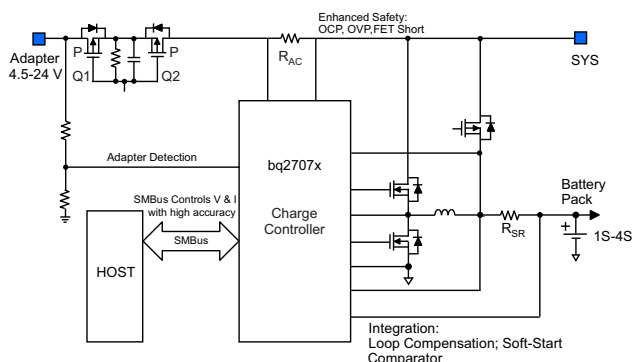 Enhanced Safety:
OCP, OVP,FET Short
Adapter
4.5-24 V
P
P
Q1
Q2
RAC
SYS
bq2707x
Charge
Controller
Adapter Detection
SMBus Controls V & I
with high accuracy
SMBus
HOST
Battery
Pack
RSR
+
1S-4S
Integration:
Loop Compensation; Soft-Start
Comparator